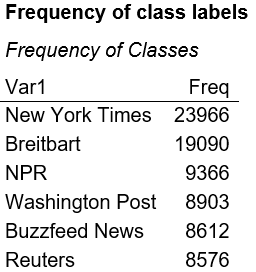 Frequency of class labels
Frequency of Classes
Var1 Freq
New York Times 23966
Breitbart 19090
NPR 9366
Washington Post 8903
Buzzfeed News 8612
Reuters 8576